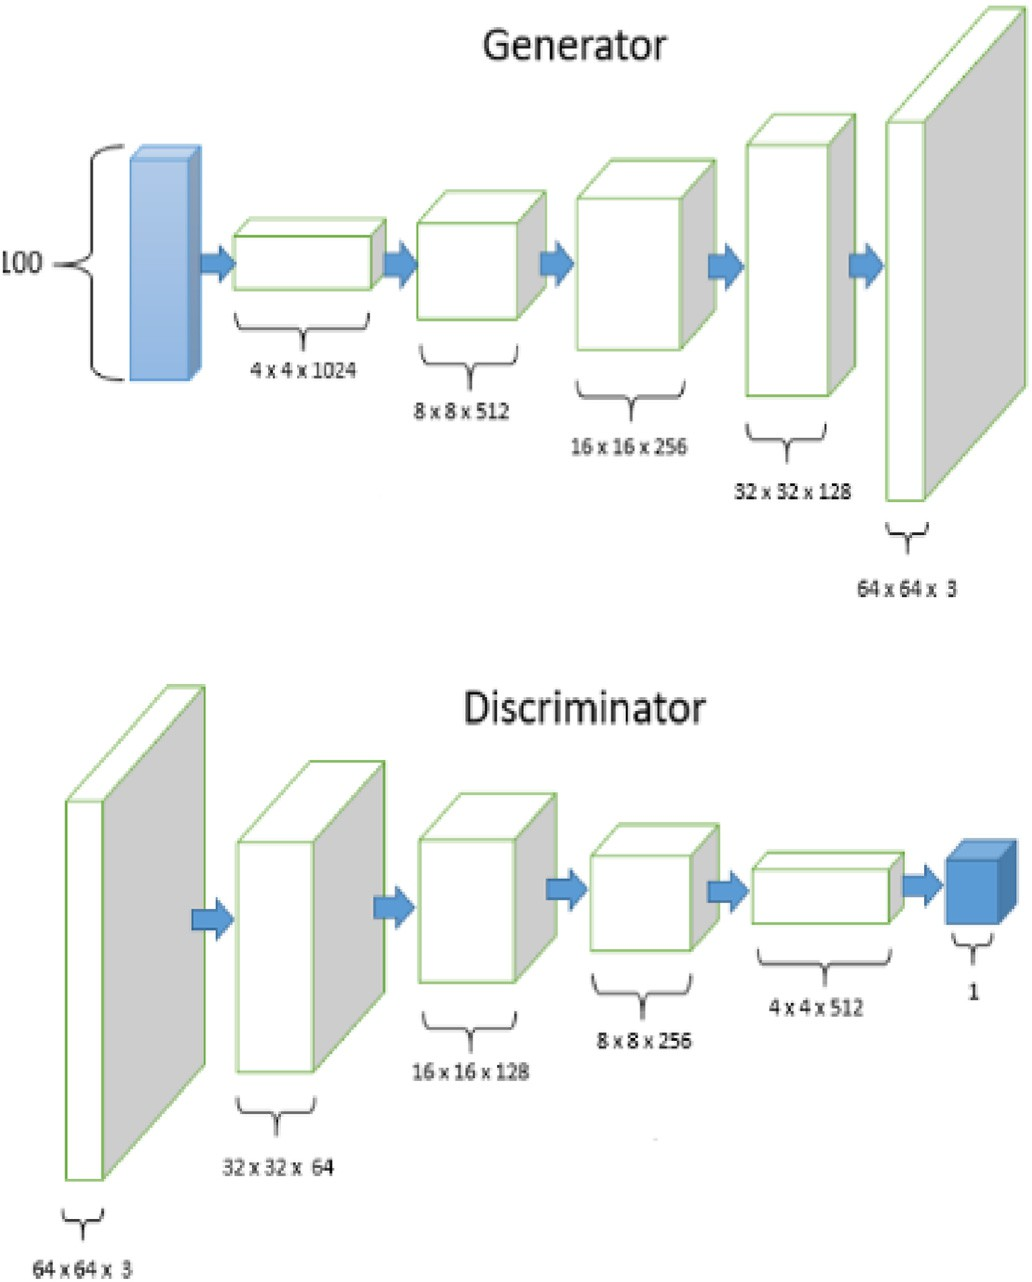 Generator
100
4 x 4 x 1024
8 x 8 x 512
16 x 16 x 256
32 x 32 x 128
64 x 64 x 3
Discriminator
64 x 64 x 3
32 x 32 x 64
16 x 16 x 128
8 x 8 x 256
4 x 4 x 512
1